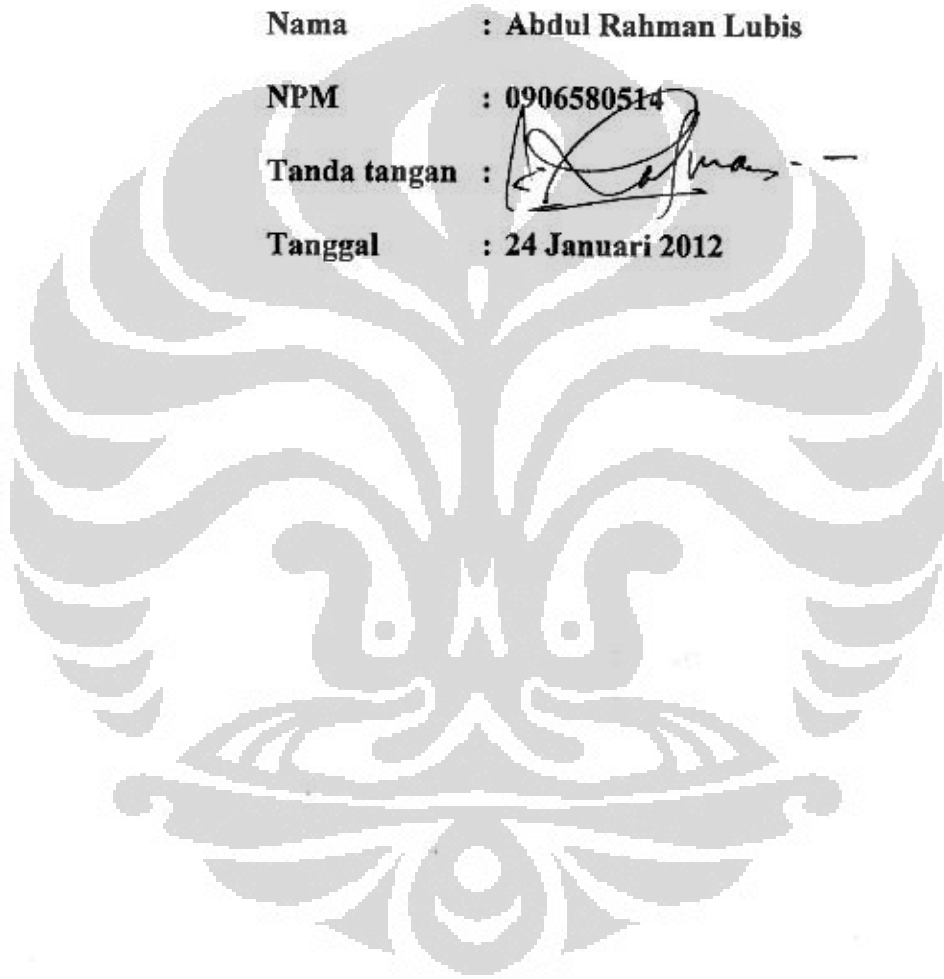 Nama : Abdul Rahman Lubis
NPM : 0906580514
Tanda tangan :
Tanggal : 24 Januari 2012